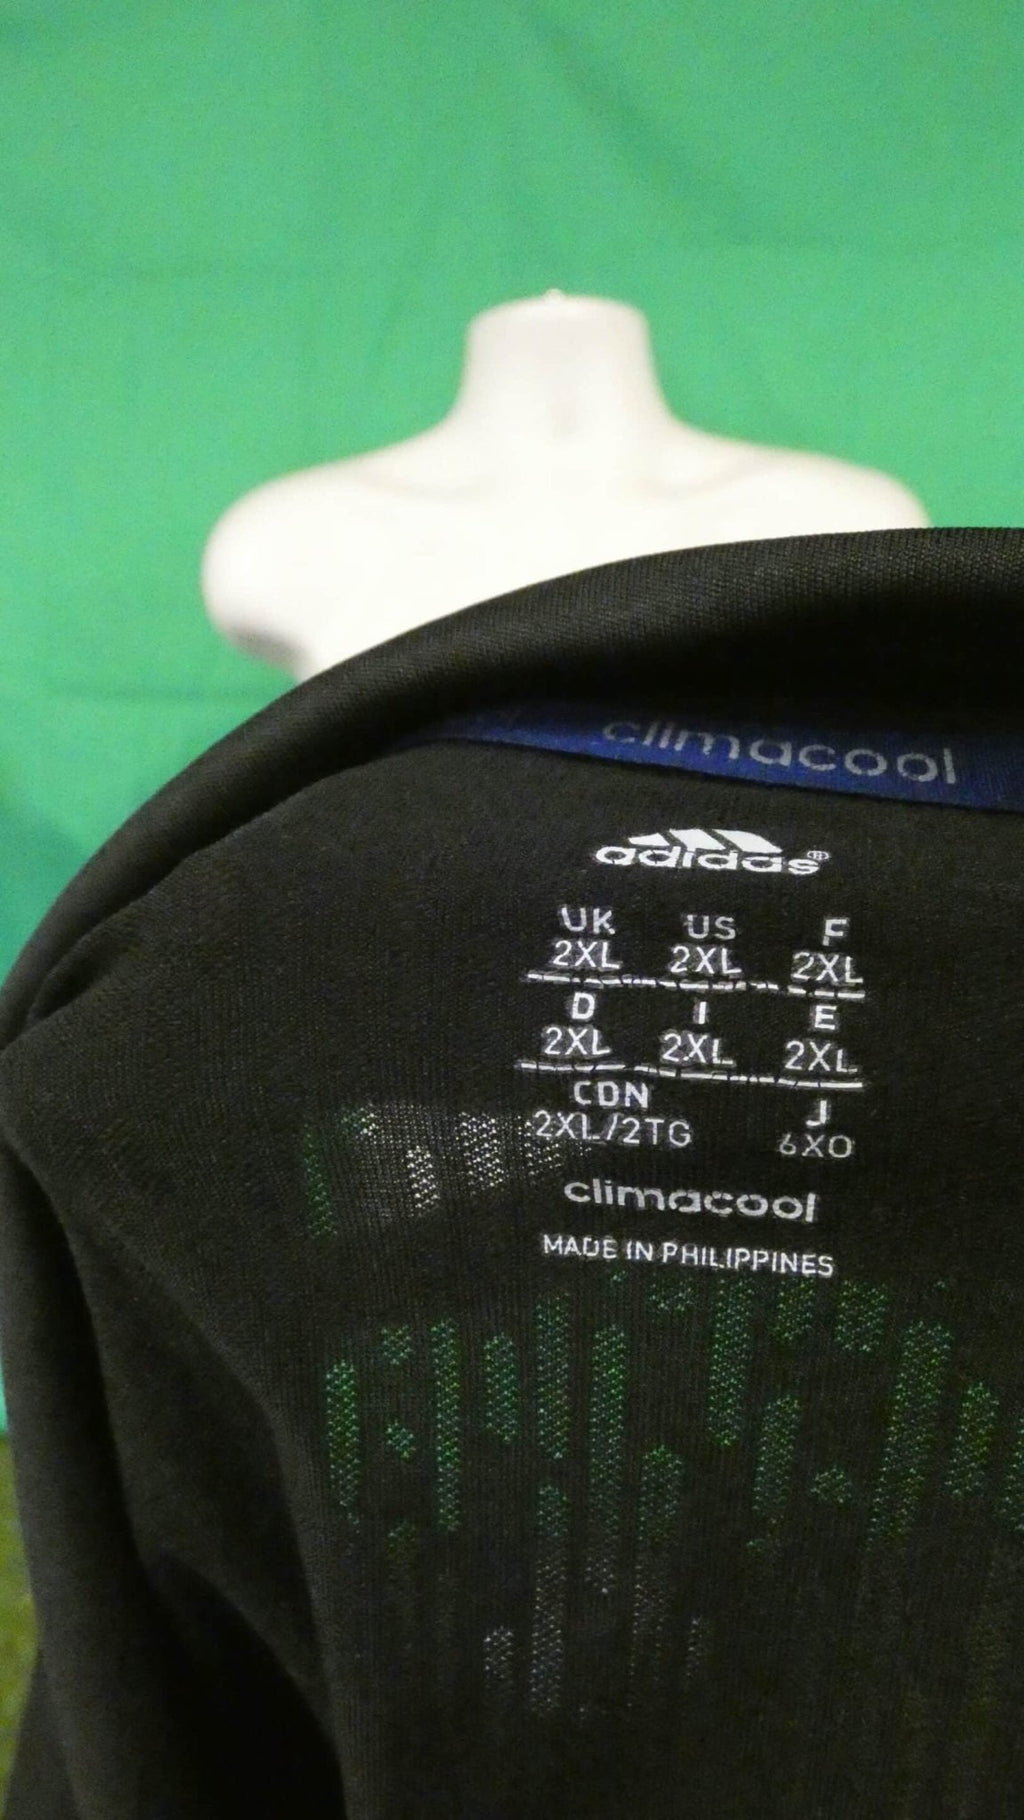 climacool
adidas
UK US F
2XL 2XL 2XL
D I E
2XL 2XL 2XL
CDN J
2XL/2TG 6XO
climacool
MADE IN PHILIPPINES